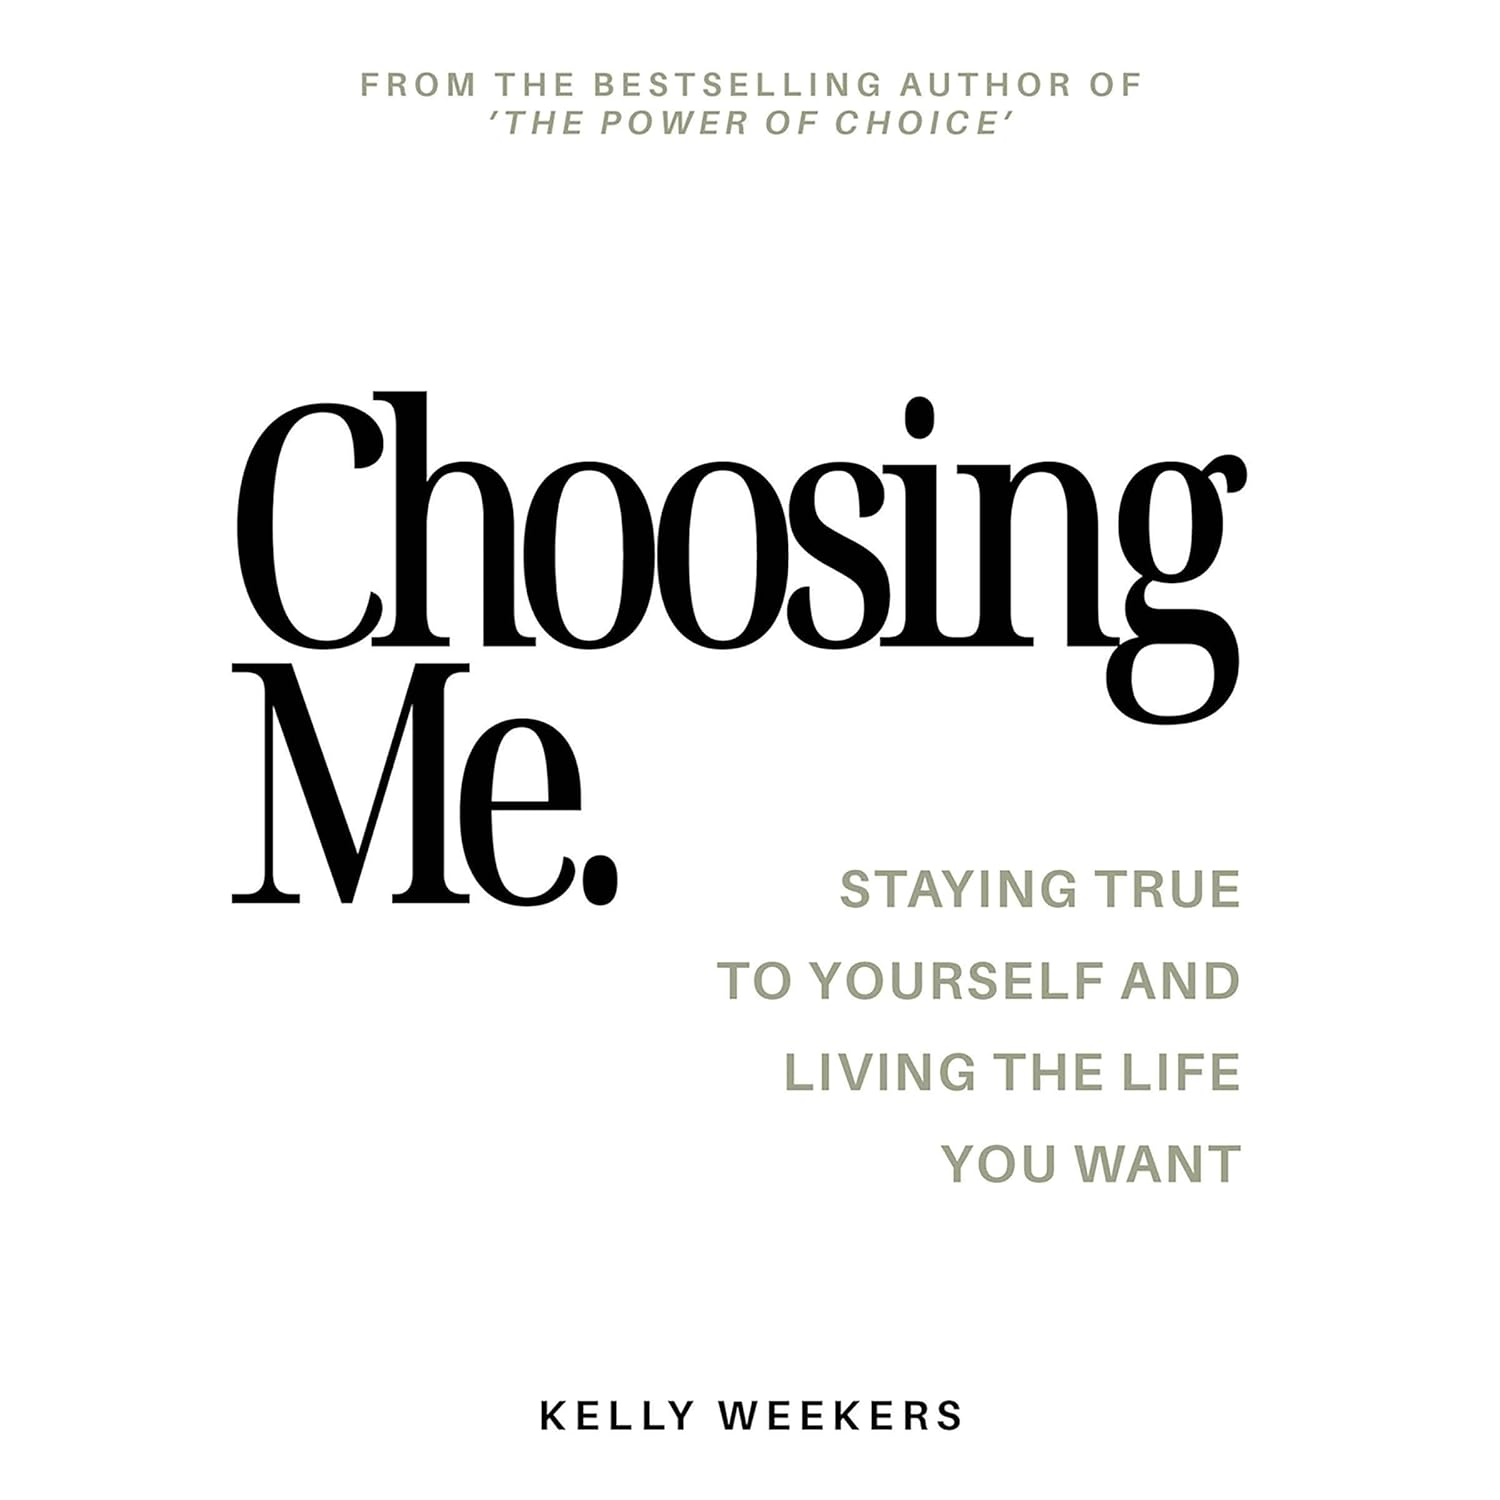 FROM THE BESTSELLING AUTHOR OF
'THE POWER OF CHOICE'
Choosing
Me.
STAYING TRUE
TO YOURSELF AND
LIVING THE LIFE
YOU WANT
KELLY WEEKERS